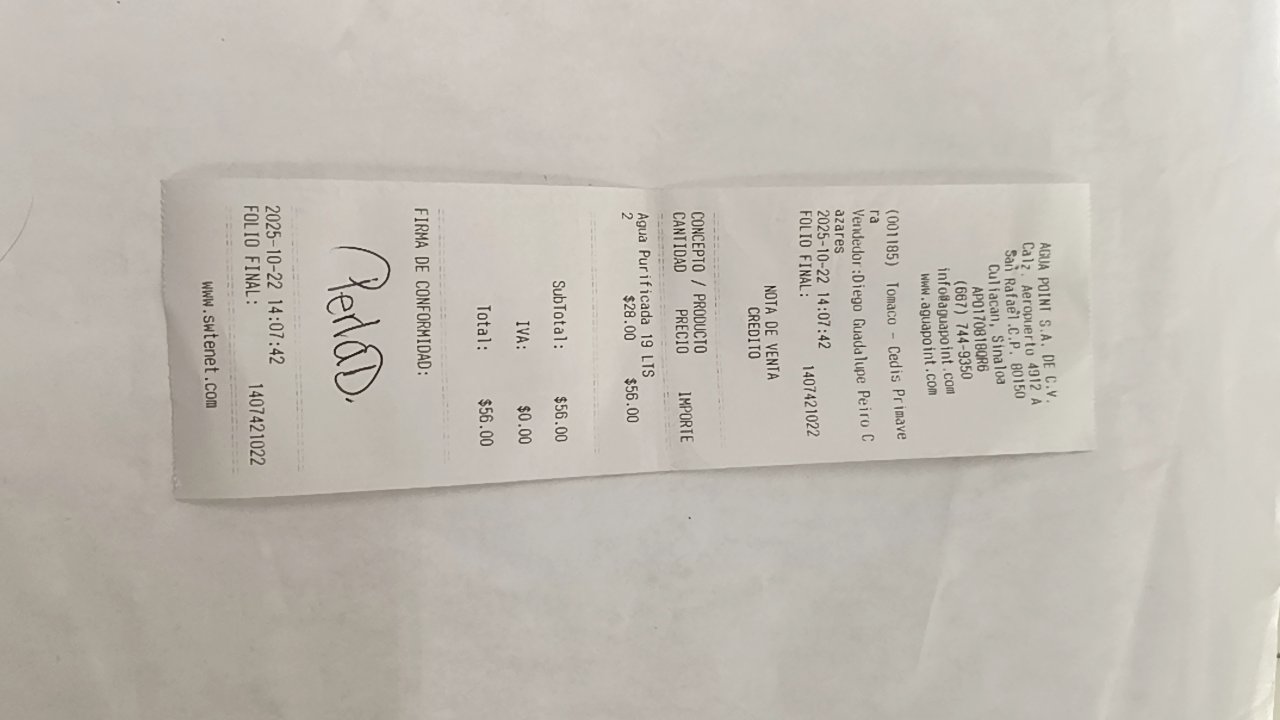 AGUA POINT S.A. DE C.V.
Calz. Aeropuerto 4912 A
San Rafael.C.P. 80150
Culiacan, Sinaloa
APO170818QR6
(667) 744-9350
info@aguapoint.com
www.aguapoint.com
(001185) Tomaco - Cedis Primave
ra
Vendedor:Diego Guadalupe Peiro C
azares
2025-10-22 14:07:42
FOLIO FINAL: 1407421022
NOTA DE VENTA
CREDITO
CONCEPTO / PRODUCTO
CANTIDAD PRECIO IMPORTE
Agua Purificada 19 LTS
2 $28.00 $56.00
SubTotal: $56.00
IVA: $0.00
Total: $56.00
FIRMA DE CONFORMIDAD:
Perla D.
2025-10-22 14:07:42
FOLIO FINAL: 1407421022
www.swtenet.com